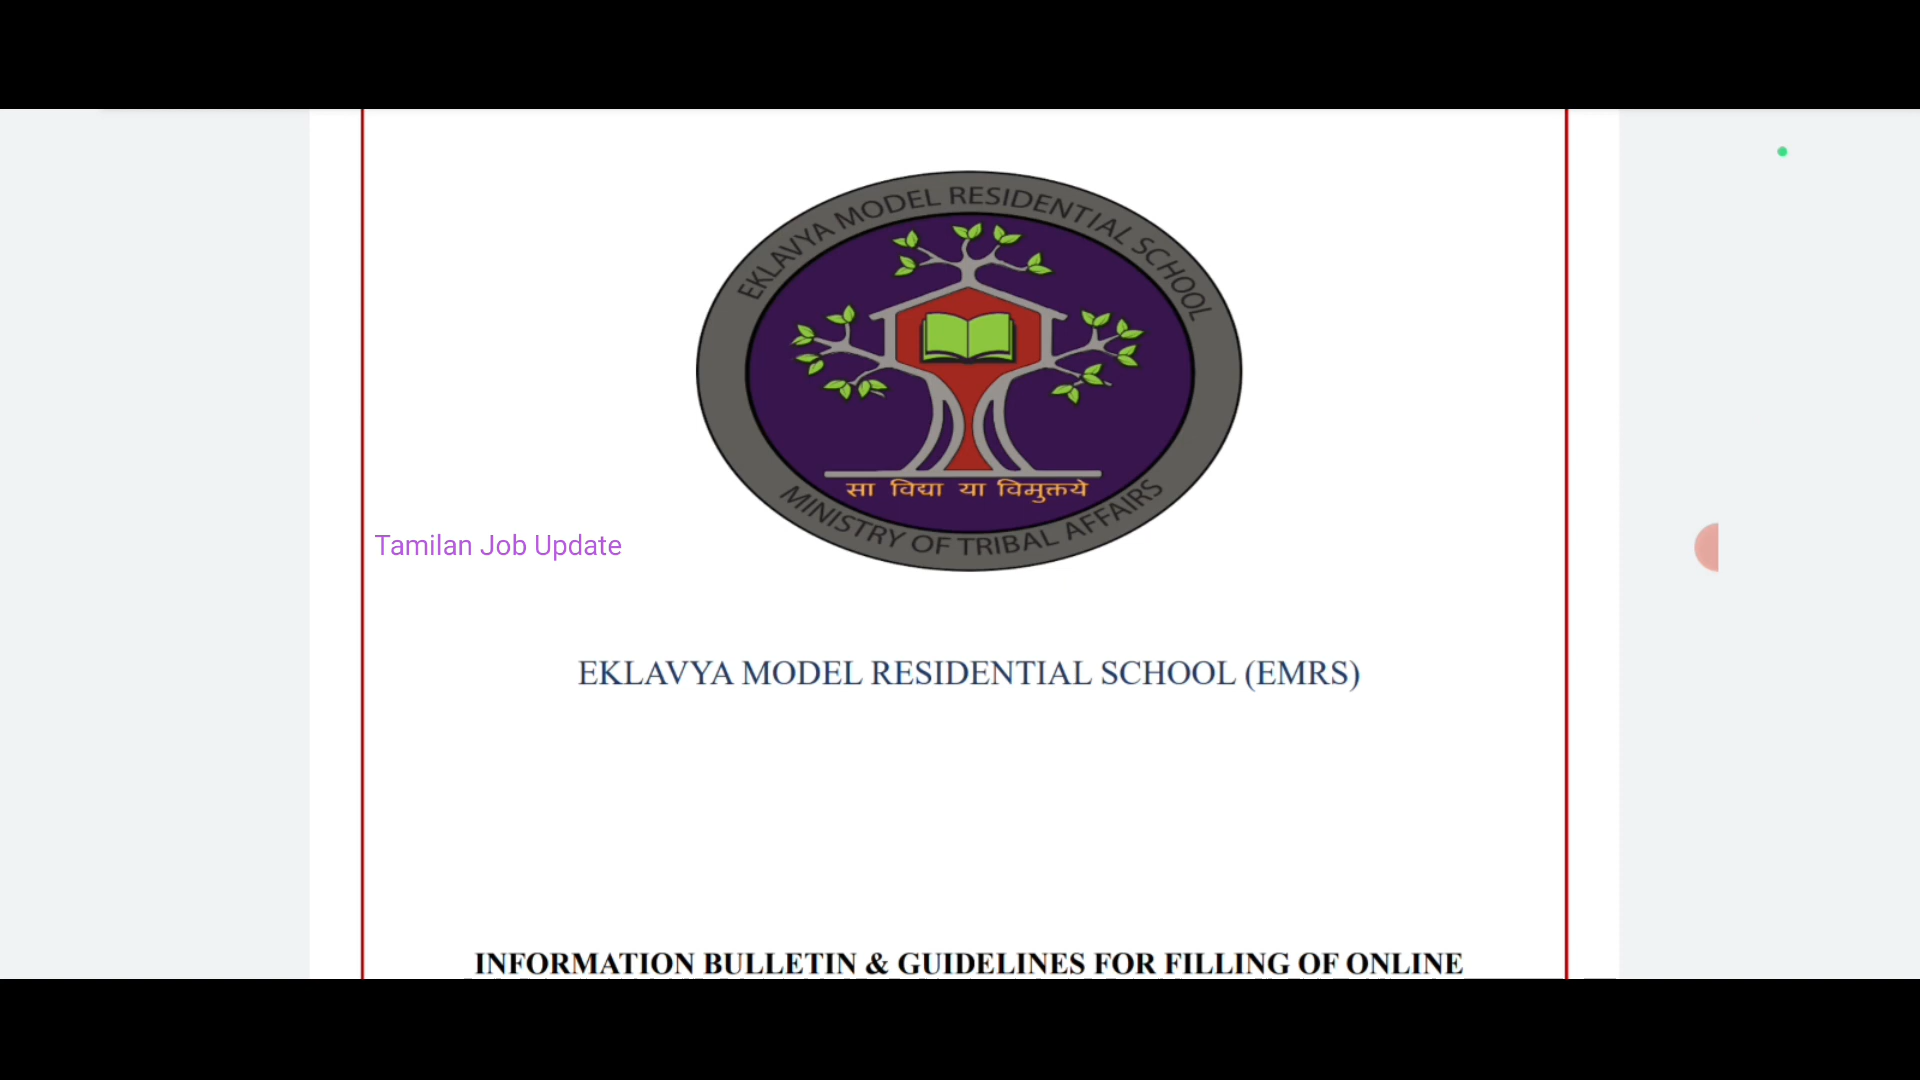 EKLAVYA MODEL RESIDENTIAL SCHOOL
सा विद्या या विमुक्तये
MINISTRY OF TRIBAL AFFAIRS
Tamilan Job Update
EKLAVYA MODEL RESIDENTIAL SCHOOL (EMRS)
INFORMATION BULLETIN & GUIDELINES FOR FILLING OF ONLINE